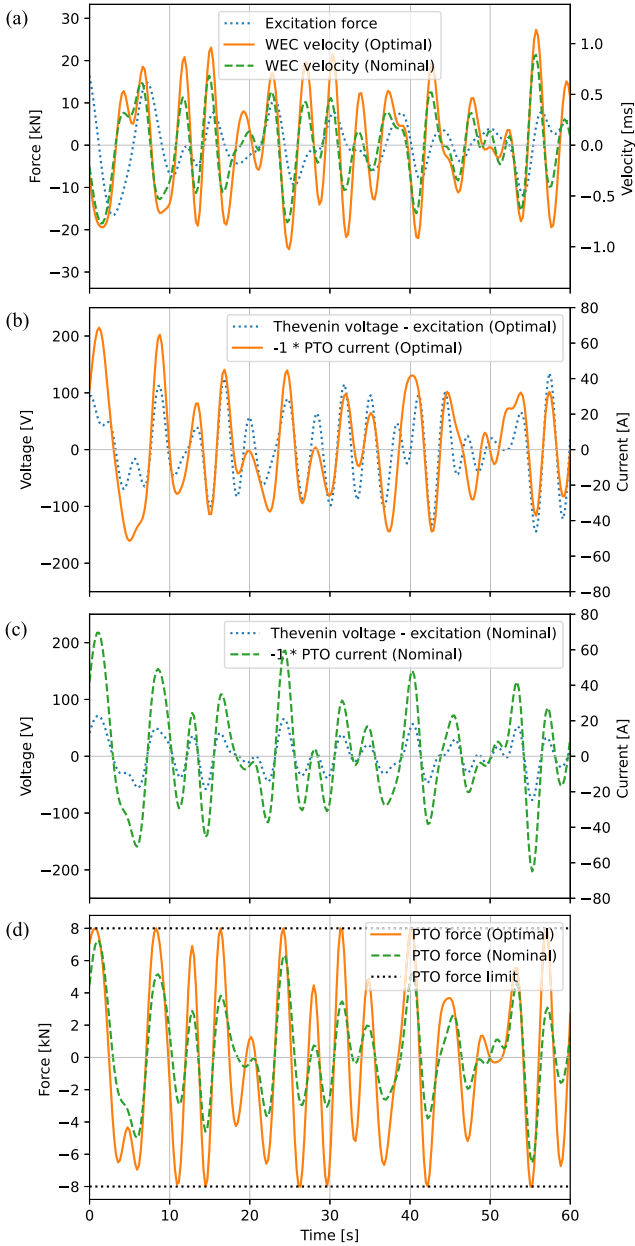 (a)
30
20
10
0
−10
−20
−30
Force [kN]
Excitation force
WEC velocity (Optimal)
WEC velocity (Nominal)
1.0
0.5
0.0
−0.5
−1.0
Velocity [ms]
(b)
200
100
0
−100
−200
Voltage [V]
Thevenin voltage - excitation (Optimal)
-1 * PTO current (Optimal)
80
60
40
20
0
−20
−40
−60
−80
Current [A]
(c)
200
100
0
−100
−200
Voltage [V]
Thevenin voltage - excitation (Nominal)
-1 * PTO current (Nominal)
80
60
40
20
0
−20
−40
−60
−80
Current [A]
(d)
8
6
4
2
0
−2
−4
−6
−8
Force [kN]
PTO force (Optimal)
PTO force (Nominal)
PTO force limit
0 10 20 30 40 50 60
Time [s]